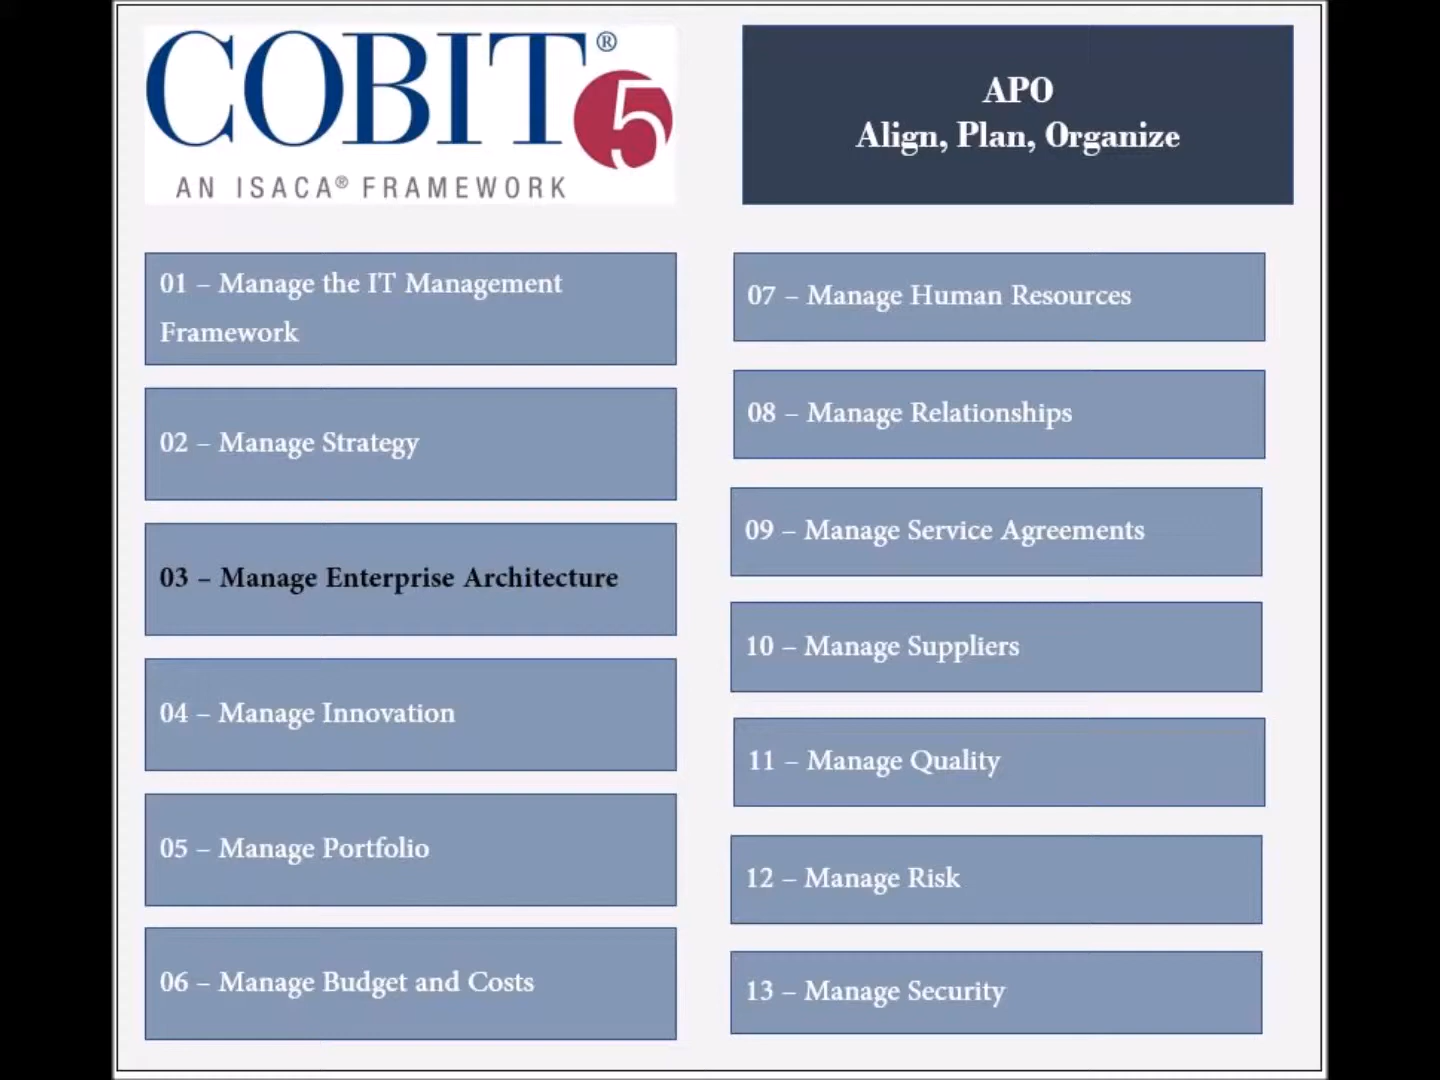 COBIT® 5
AN ISACA® FRAMEWORK
APO
Align, Plan, Organize
01 – Manage the IT Management
Framework
02 – Manage Strategy
03 – Manage Enterprise Architecture
04 – Manage Innovation
05 – Manage Portfolio
06 – Manage Budget and Costs
07 – Manage Human Resources
08 – Manage Relationships
09 – Manage Service Agreements
10 – Manage Suppliers
11 – Manage Quality
12 – Manage Risk
13 – Manage Security